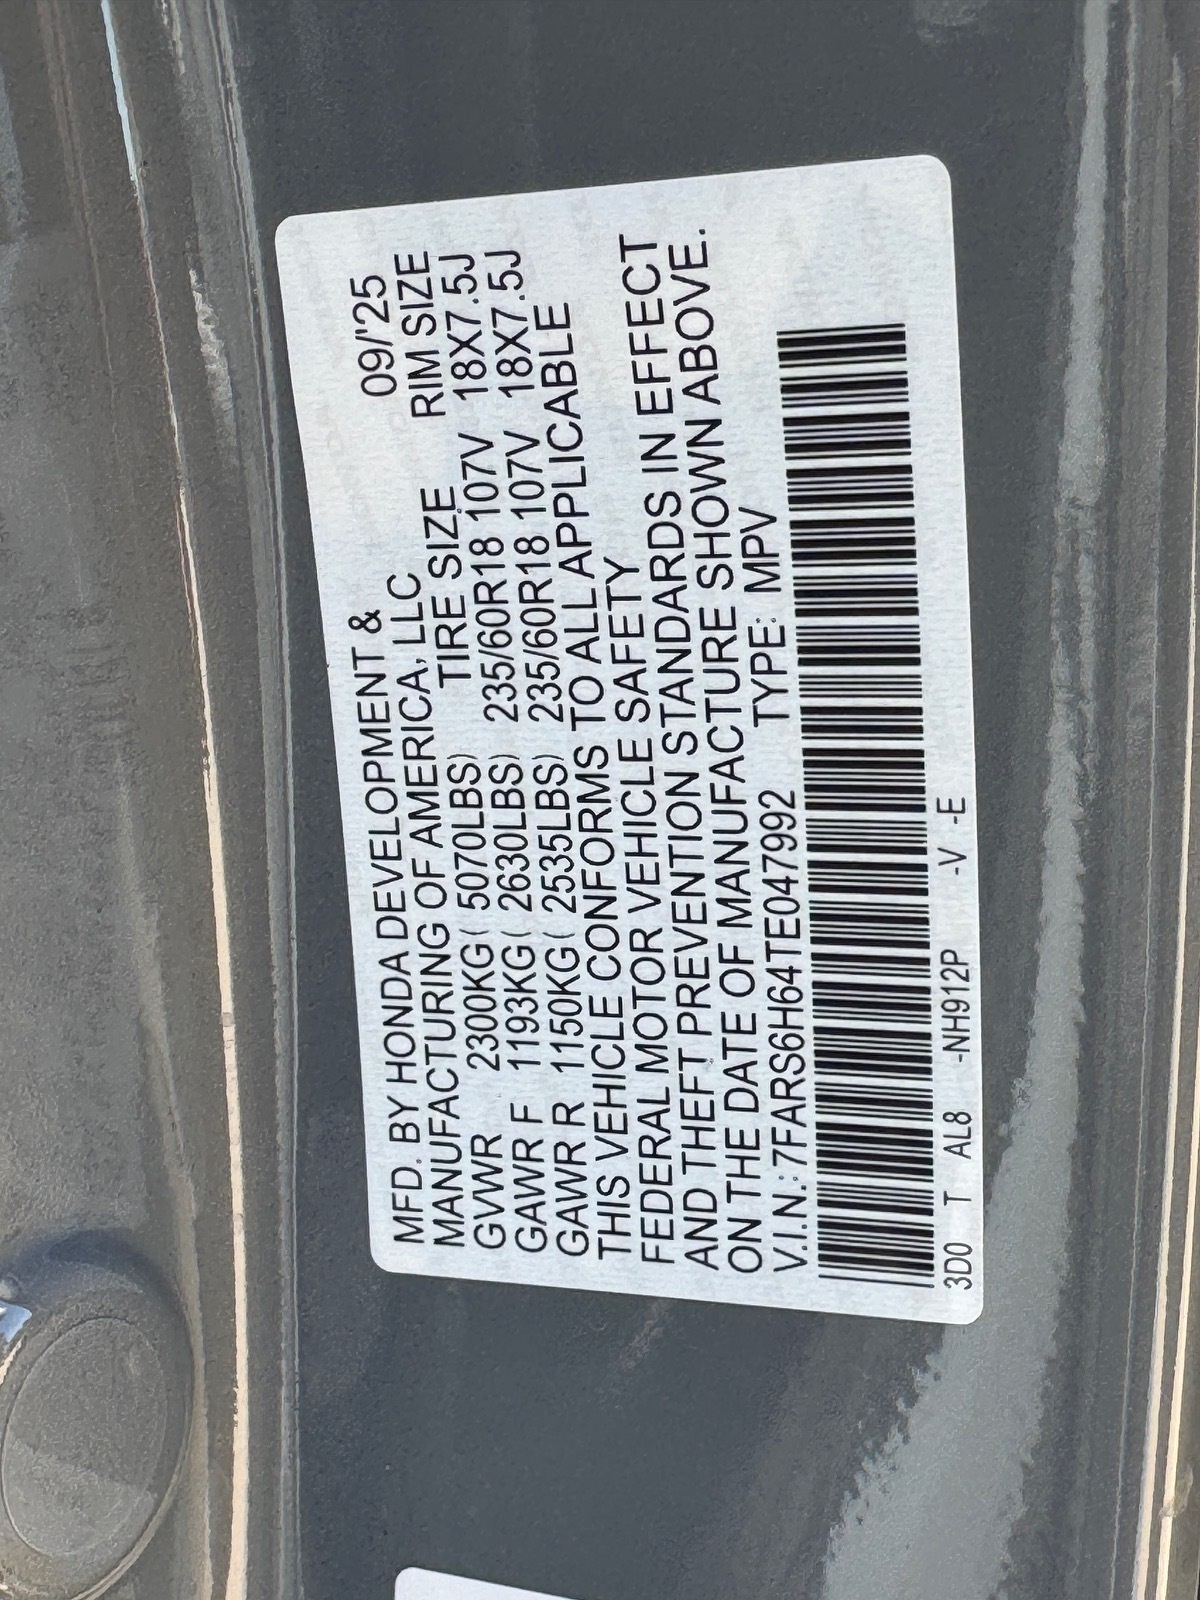 MFD. BY HONDA DEVELOPMENT & 09/'25
MANUFACTURING OF AMERICA, LLC RIM SIZE
TIRE SIZE
GVWR 2300KG( 5070LBS) 235/60R18 107V 18X7.5J
GAWR F 1193KG( 2630LBS) 235/60R18 107V 18X7.5J
GAWR R 1150KG( 2535LBS)
THIS VEHICLE CONFORMS TO ALL APPLICABLE
FEDERAL MOTOR VEHICLE SAFETY
AND THEFT PREVENTION STANDARDS IN EFFECT
ON THE DATE OF MANUFACTURE SHOWN ABOVE.
V.I.N.: 7FARS6H64TE047992 TYPE: MPV
3D0 T AL8 -NH912P -V -E